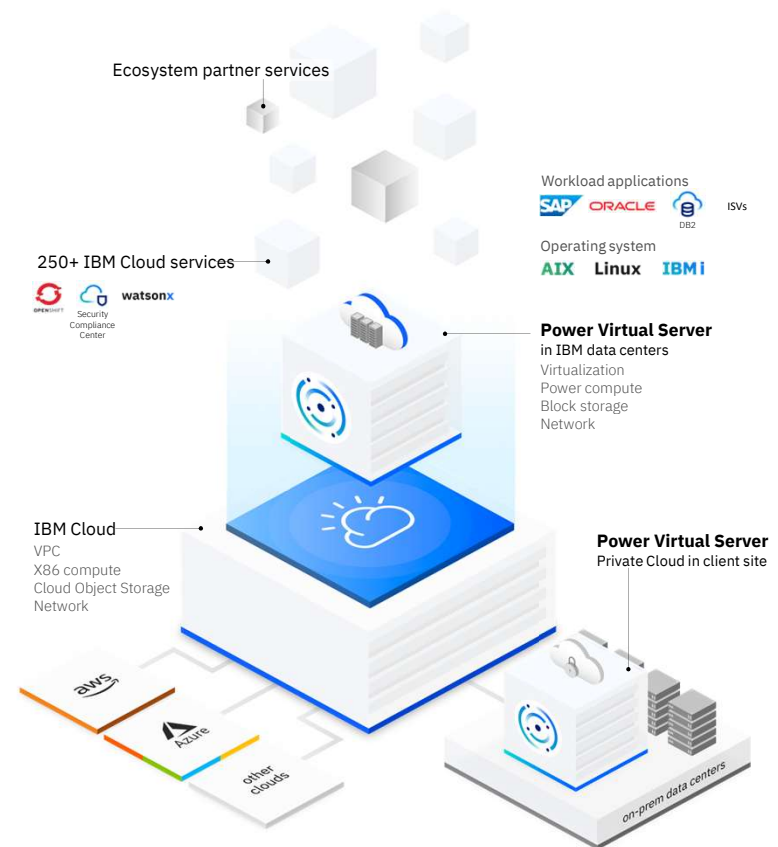 Ecosystem partner services
Workload applications
SAP ORACLE DB2 ISVs
Operating system
AIX Linux IBM i
250+ IBM Cloud services
OPENSHIFT
Security
Compliance
Center
watsonx
Power Virtual Server
in IBM data centers
Virtualization
Power compute
Block storage
Network
IBM Cloud
VPC
X86 compute
Cloud Object Storage
Network
Power Virtual Server
Private Cloud in client site
aws
Azure
other
clouds
on-prem data centers